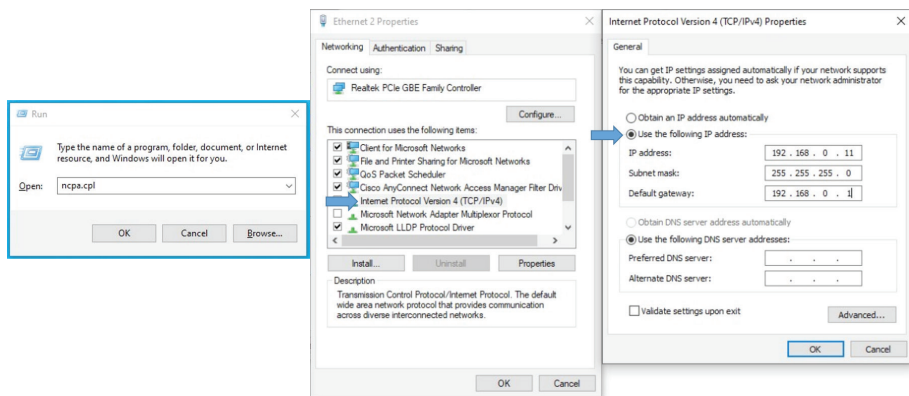 Run
Type the name of a program, folder, document, or Internet
resource, and Windows will open it for you.
Open:
ncpa.cpl
OK
Cancel
Browse...
Ethernet 2 Properties
Networking
Authentication
Sharing
Connect using:
Realtek PCIe GBE Family Controller
Configure...
This connection uses the following items:
Client for Microsoft Networks
File and Printer Sharing for Microsoft Networks
QoS Packet Scheduler
Cisco AnyConnect Network Access Manager Filter Driv
Internet Protocol Version 4 (TCP/IPv4)
Microsoft Network Adapter Multiplexor Protocol
Microsoft LLDP Protocol Driver
Install...
Uninstall
Properties
Description
Transmission Control Protocol/Internet Protocol. The default
wide area network protocol that provides communication
across diverse interconnected networks.
OK
Cancel
Internet Protocol Version 4 (TCP/IPv4) Properties
General
You can get IP settings assigned automatically if your network supports
this capability. Otherwise, you need to ask your network administrator
for the appropriate IP settings.
Obtain an IP address automatically
Use the following IP address:
IP address:
192 . 168 . 0 . 11
Subnet mask:
255 . 255 . 255 . 0
Default gateway:
192 . 168 . 0 . 1
Obtain DNS server address automatically
Use the following DNS server addresses:
Preferred DNS server:
. . .
Alternate DNS server:
. . .
Validate settings upon exit
Advanced...
OK
Cancel